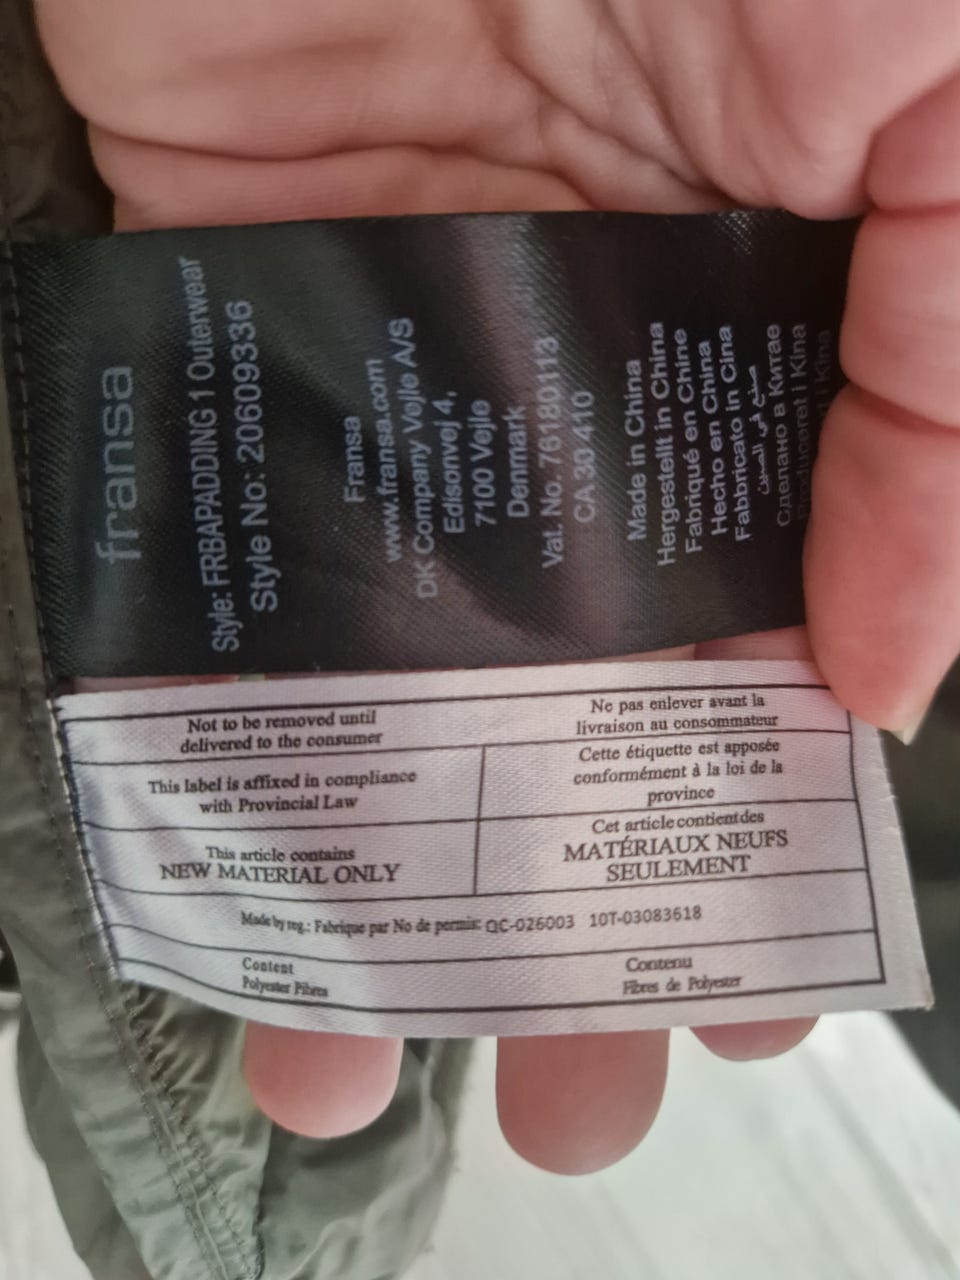 fransa
Style: FRBAPADDING 1 Outerwear
Style No: 20609336
Fransa
www.fransa.com
DK Company Vejle A/S
Edisonvej 4,
7100 Vejle
Denmark
Vat. No. 76180113
CA 30 410
Made in China
Hergestellt in China
Fabriqué en Chine
Hecho en China
Fabbricato in Cina
صنع في الصين
Сделано в Китае
Produceret i Kina
i Kina
Not to be removed until
delivered to the consumer
Ne pas enlever avant la
livraison au consommateur
This label is affixed in compliance
with Provincial Law
Cette étiquette est apposée
conformément à la loi de la
province
This article contains
NEW MATERIAL ONLY
Cet article contient des
MATÉRIAUX NEUFS
SEULEMENT
Made by reg.: Fabrique par No de permis: QC-026003 10T-03083618
Content
Polyester Fibres
Contenu
Fibres de Polyester